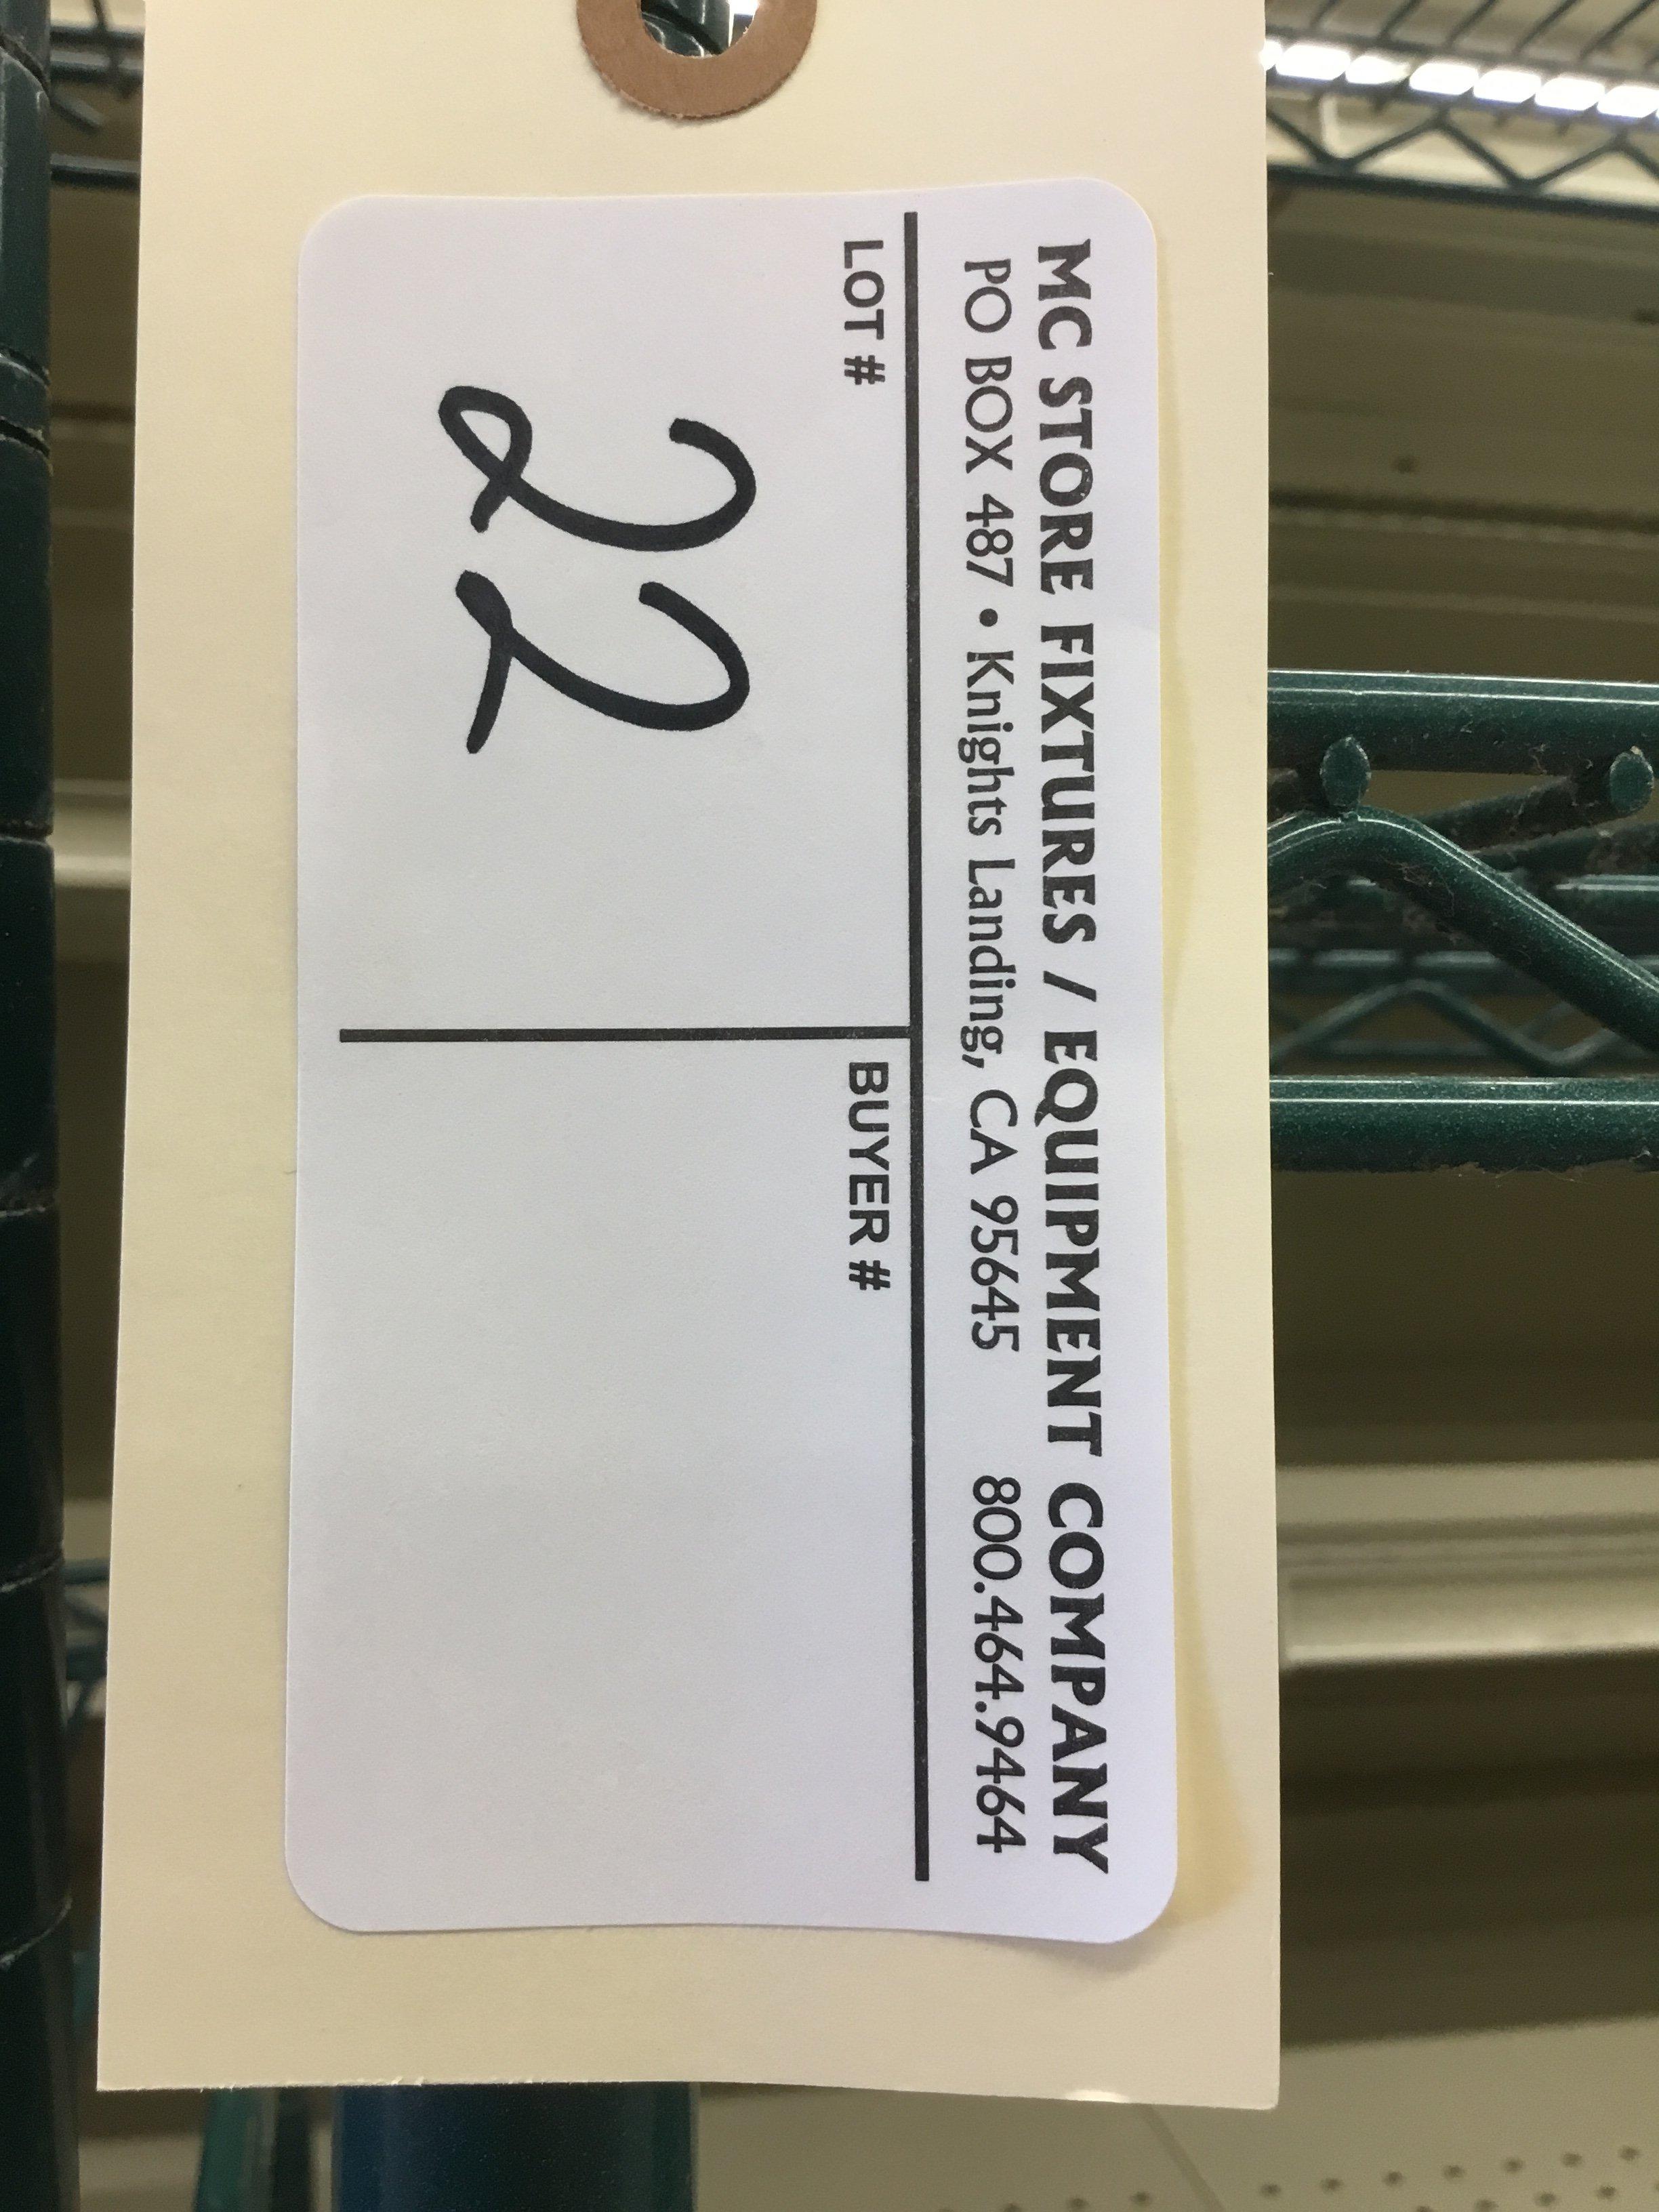 MC STORE FIXTURES / EQUIPMENT COMPANY
PO BOX 487 • Knights Landing, CA 95645 800.464.9464
LOT #
22
BUYER #